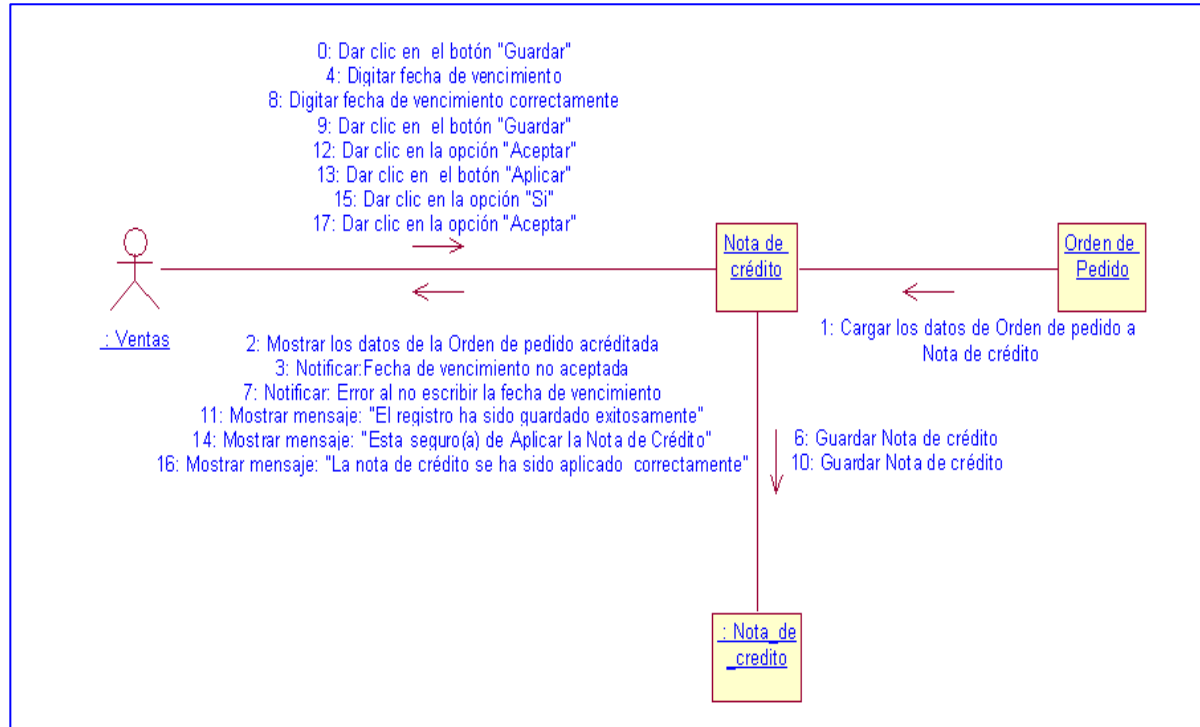 0: Dar clic en el botón "Guardar"
4: Digitar fecha de vencimiento
8: Digitar fecha de vencimiento correctamente
9: Dar clic en el botón "Guardar"
12: Dar clic en la opción "Aceptar"
13: Dar clic en el botón "Aplicar"
15: Dar clic en la opción "Si"
17: Dar clic en la opción "Aceptar"
: Ventas
Nota de
crédito
Orden de
Pedido
1: Cargar los datos de Orden de pedido a
Nota de crédito
2: Mostrar los datos de la Orden de pedido acréditada
3: Notificar:Fecha de vencimiento no aceptada
7: Notificar: Error al no escribir la fecha de vencimiento
11: Mostrar mensaje: "El registro ha sido guardado exitosamente"
14: Mostrar mensaje: "Esta seguro(a) de Aplicar la Nota de Crédito"
16: Mostrar mensaje: "La nota de crédito se ha sido aplicado correctamente"
6: Guardar Nota de crédito
10: Guardar Nota de crédito
: Nota_de
_credito